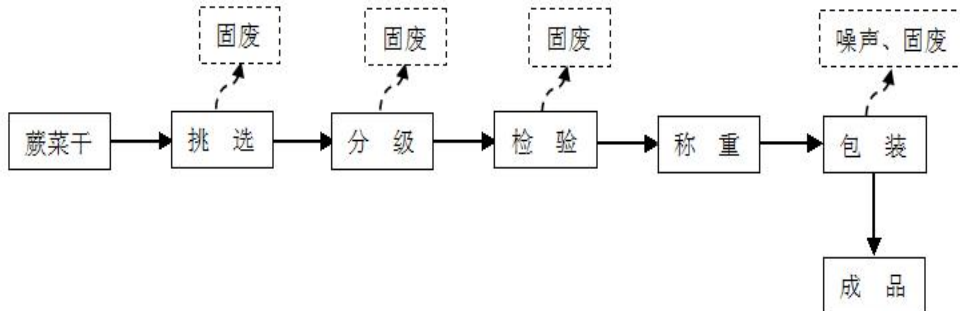 固废
固废
固废
噪声、固废
蕨菜干
挑 选
分 级
检 验
称 重
包 装
成 品